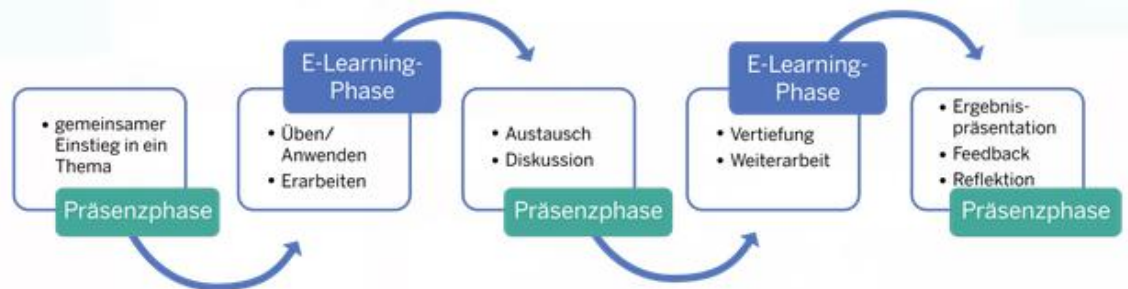 • gemeinsamer
Einstieg in ein
Thema
Präsenzphase
E-Learning-
Phase
• Üben/
Anwenden
• Erarbeiten
• Austausch
• Diskussion
Präsenzphase
E-Learning-
Phase
• Vertiefung
• Weiterarbeit
• Ergebnis-
präsentation
• Feedback
• Reflektion
Präsenzphase